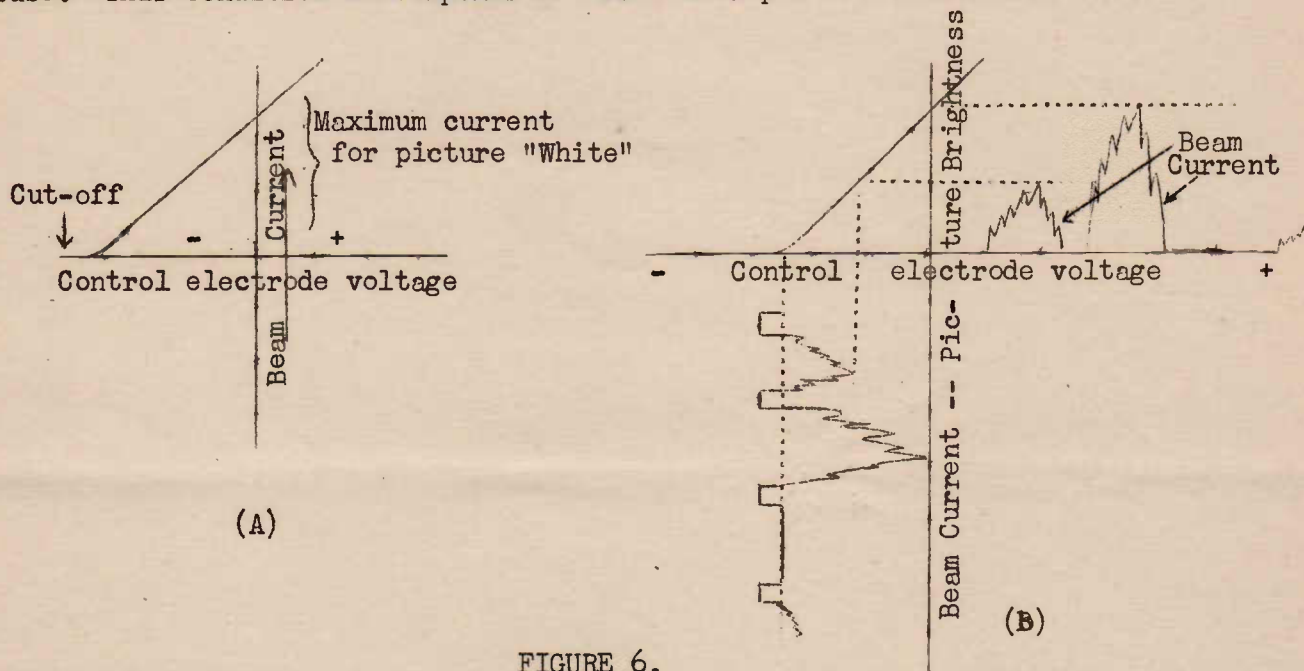 Maximum current
for picture "White"
Cut-off
-
+
Control electrode voltage
Beam Current
(A)
Beam Current -- Picture Brightness
Beam
Current
-
Control electrode voltage
+
(B)
FIGURE 6.